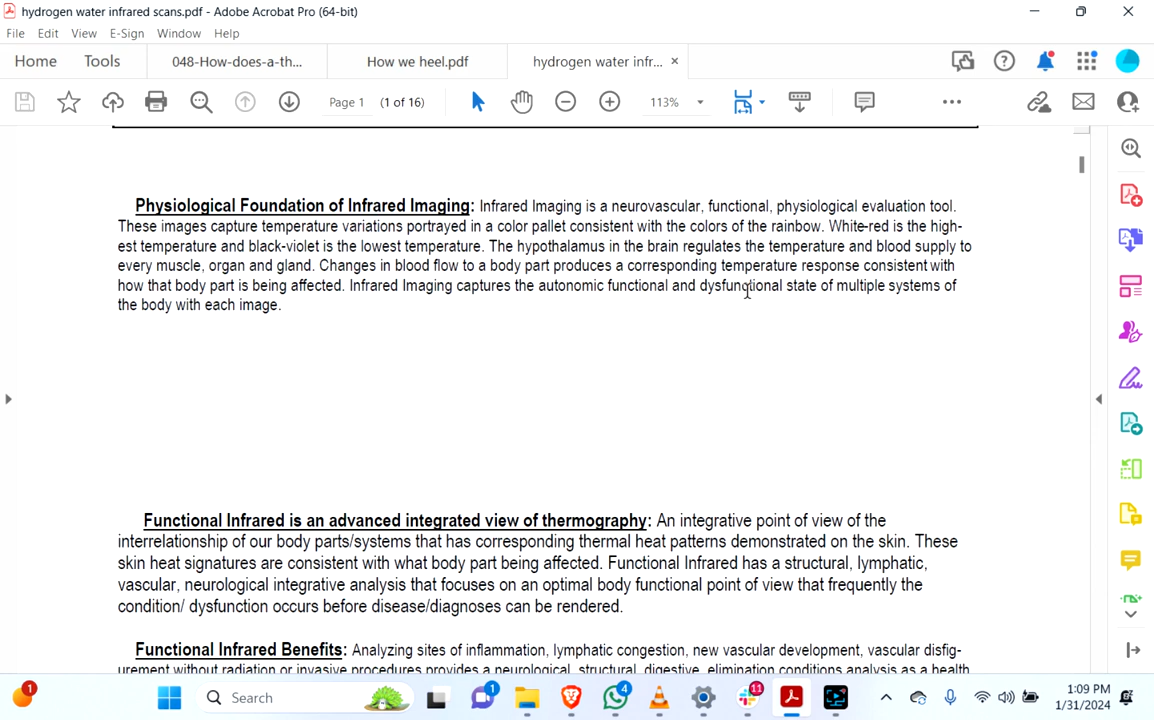 hydrogen water infrared scans.pdf - Adobe Acrobat Pro (64-bit)
File Edit View E-Sign Window Help
Home Tools 048-How-does-a-th... How we heel.pdf hydrogen water infr... ×
Page 1 (1 of 16) 113%
Physiological Foundation of Infrared Imaging: Infrared Imaging is a neurovascular, functional, physiological evaluation tool.
These images capture temperature variations portrayed in a color pallet consistent with the colors of the rainbow. White-red is the high-
est temperature and black-violet is the lowest temperature. The hypothalamus in the brain regulates the temperature and blood supply to
every muscle, organ and gland. Changes in blood flow to a body part produces a corresponding temperature response consistent with
how that body part is being affected. Infrared Imaging captures the autonomic functional and dysfunctional state of multiple systems of
the body with each image.
Functional Infrared is an advanced integrated view of thermography: An integrative point of view of the
interrelationship of our body parts/systems that has corresponding thermal heat patterns demonstrated on the skin. These
skin heat signatures are consistent with what body part being affected. Functional Infrared has a structural, lymphatic,
vascular, neurological integrative analysis that focuses on an optimal body functional point of view that frequently the
condition/ dysfunction occurs before disease/diagnoses can be rendered.
Functional Infrared Benefits: Analyzing sites of inflammation, lymphatic congestion, new vascular development, vascular disfig-
urement without radiation or invasive procedures provides a neurological, structural, digestive, elimination conditions analysis as a health
1 Search 1 4 11 1:09 PM
1/31/2024